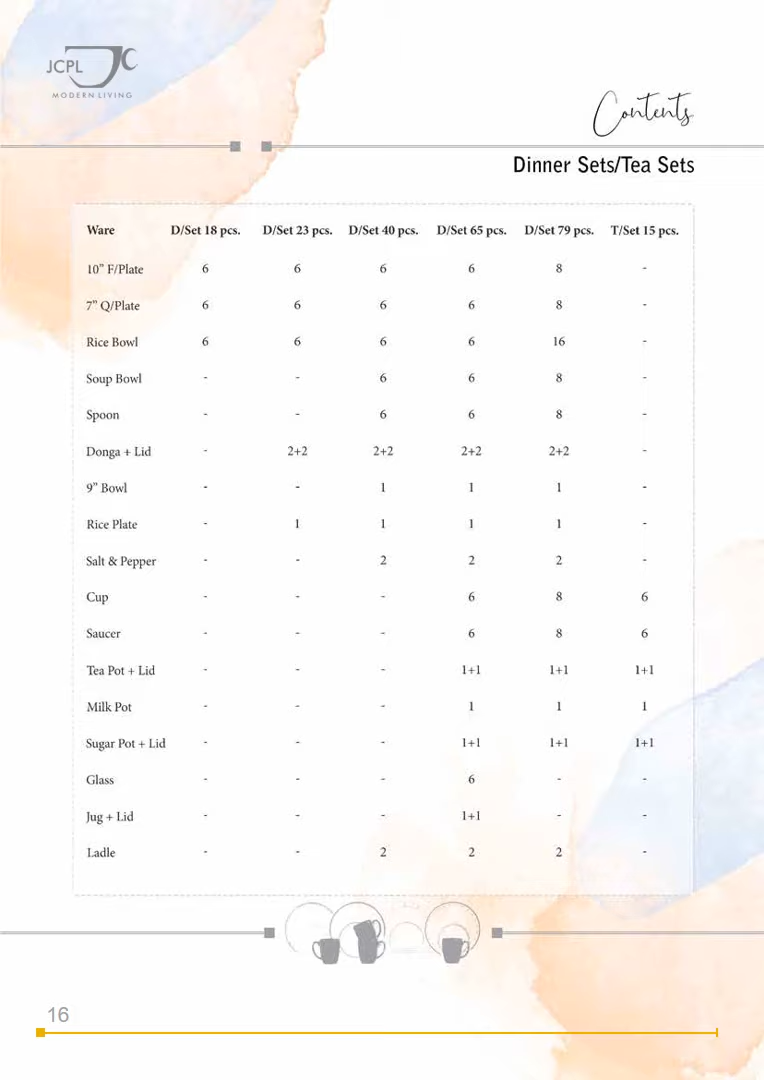 JCPL
MODERN LIVING
Contents
Dinner Sets/Tea Sets
Ware D/Set 18 pcs. D/Set 23 pcs. D/Set 40 pcs. D/Set 65 pcs. D/Set 79 pcs. T/Set 15 pcs.
10” F/Plate 6 6 6 6 8 -
7” Q/Plate 6 6 6 6 8 -
Rice Bowl 6 6 6 6 16 -
Soup Bowl - - 6 6 8 -
Spoon - - 6 6 8 -
Donga + Lid - 2+2 2+2 2+2 2+2 -
9” Bowl - - 1 1 1 -
Rice Plate - 1 1 1 1 -
Salt & Pepper - - 2 2 2 -
Cup - - - 6 8 6
Saucer - - - 6 8 6
Tea Pot + Lid - - - 1+1 1+1 1+1
Milk Pot - - - 1 1 1
Sugar Pot + Lid - - - 1+1 1+1 1+1
Glass - - - 6 - -
Jug + Lid - - - 1+1 - -
Ladle - - 2 2 2 -
16